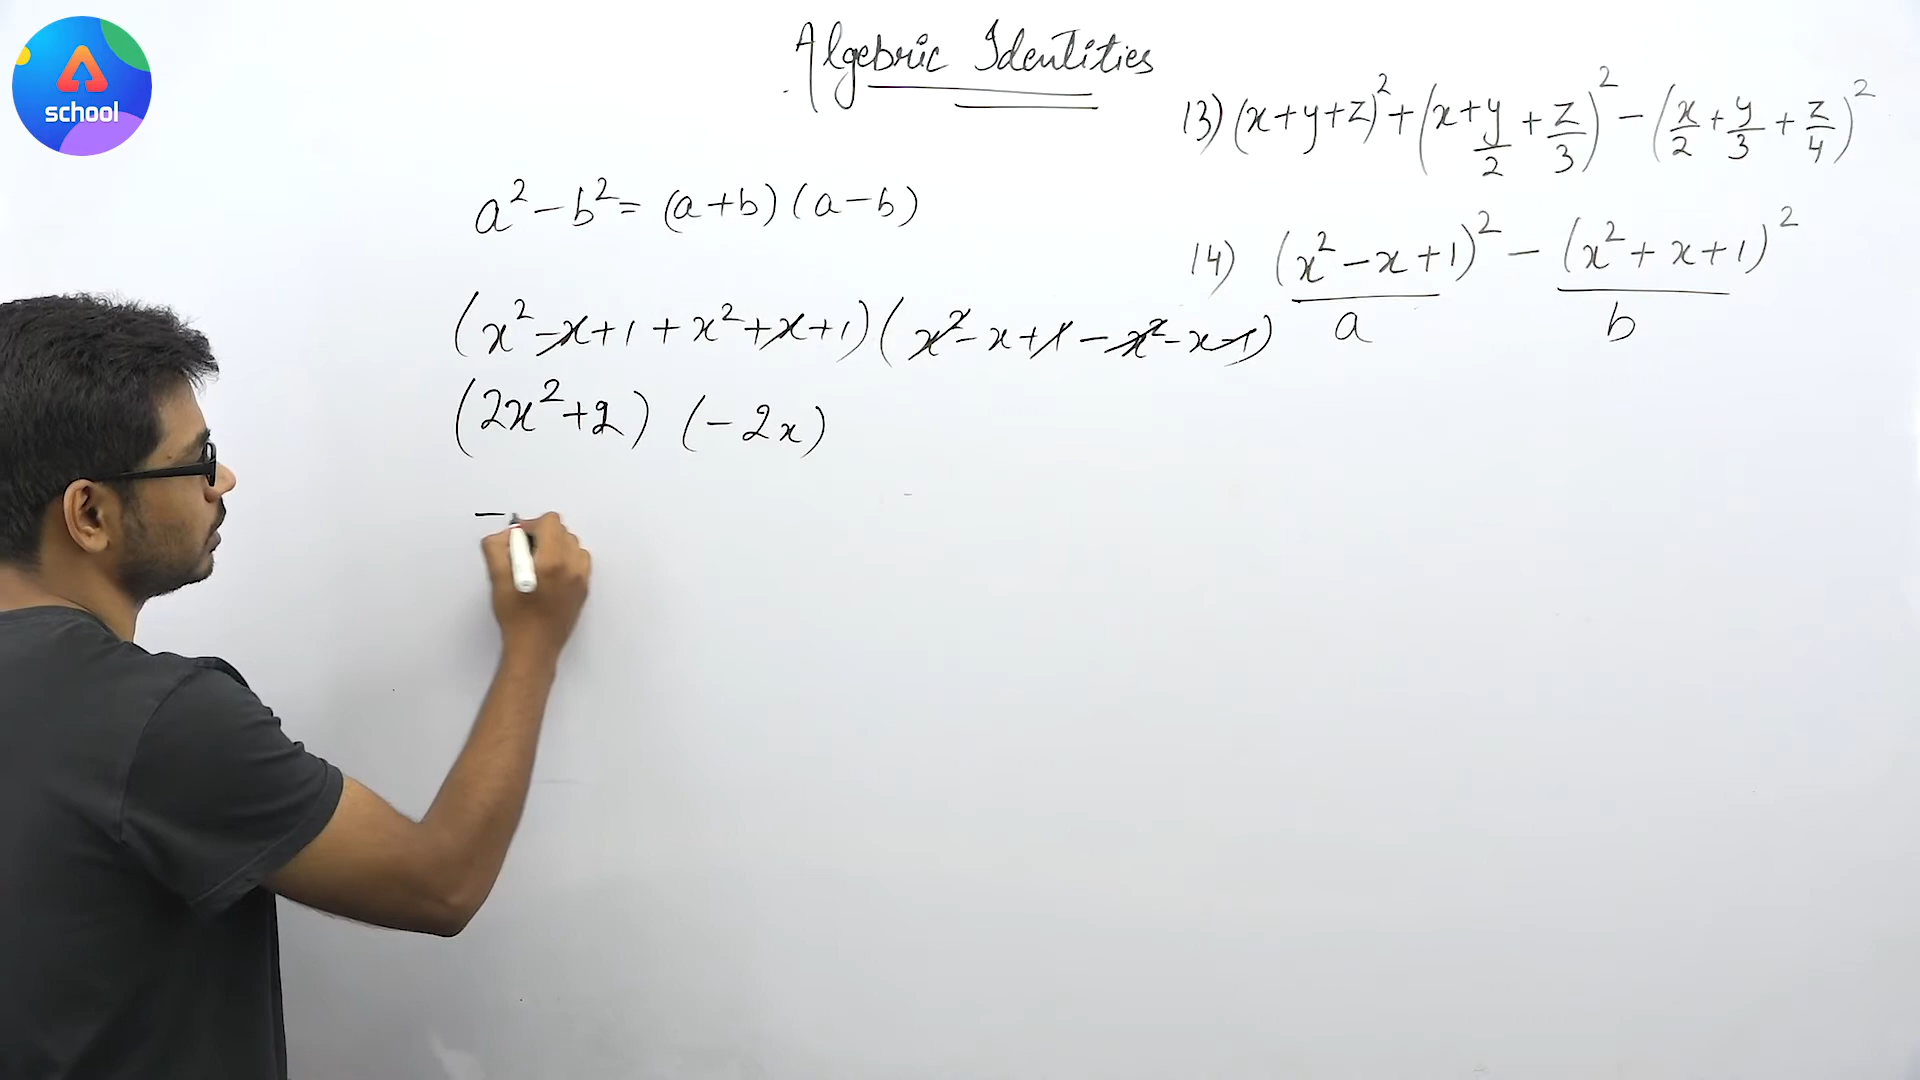 school
Algebric Identities
13) (x+y+z)² + (x+y/2+z/3)² − (x/2+y/3+z/4)²
a² − b² = (a+b)(a−b)
14) (x²−x+1)² − (x²+x+1)²
a b
(x²−x+1+x²+x+1)(x²−x+1−x²−x−1)
(2x²+2) (−2x)
−